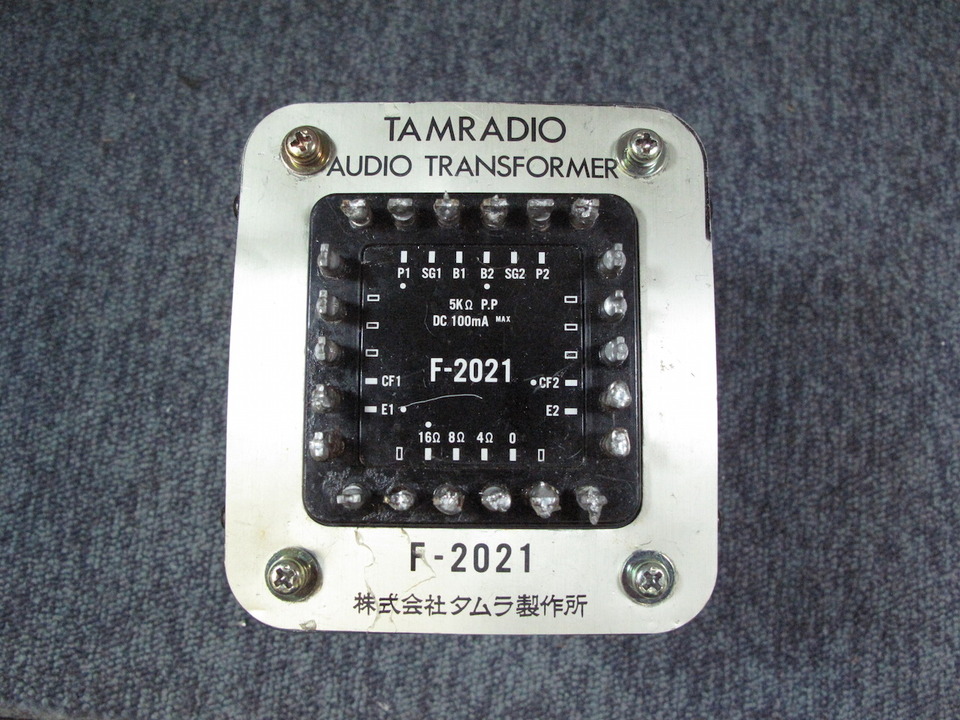 TAMRADIO
AUDIO TRANSFORMER
P1 SG1 B1 B2 SG2 P2
5KΩ P.P
DC 100mA MAX
F-2021
CF1 CF2
E1 E2
16Ω 8Ω 4Ω 0
F-2021
株式会社タムラ製作所